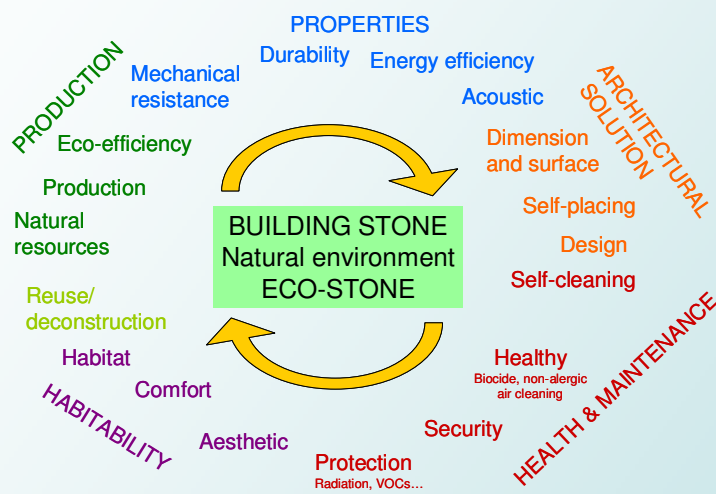 PROPERTIES
Durability
Energy efficiency
Mechanical
resistance
Acoustic
PRODUCTION
Eco-efficiency
Production
Natural
resources
Reuse/
deconstruction
ARCHITECTURAL
SOLUTION
Dimension
and surface
Self-placing
Design
BUILDING STONE
Natural environment
ECO-STONE
Self-cleaning
Healthy
Biocide, non-alergic
air cleaning
Security
Protection
Radiation, VOCs...
HEALTH & MAINTENANCE
Habitat
Comfort
Aesthetic
HABITABILITY